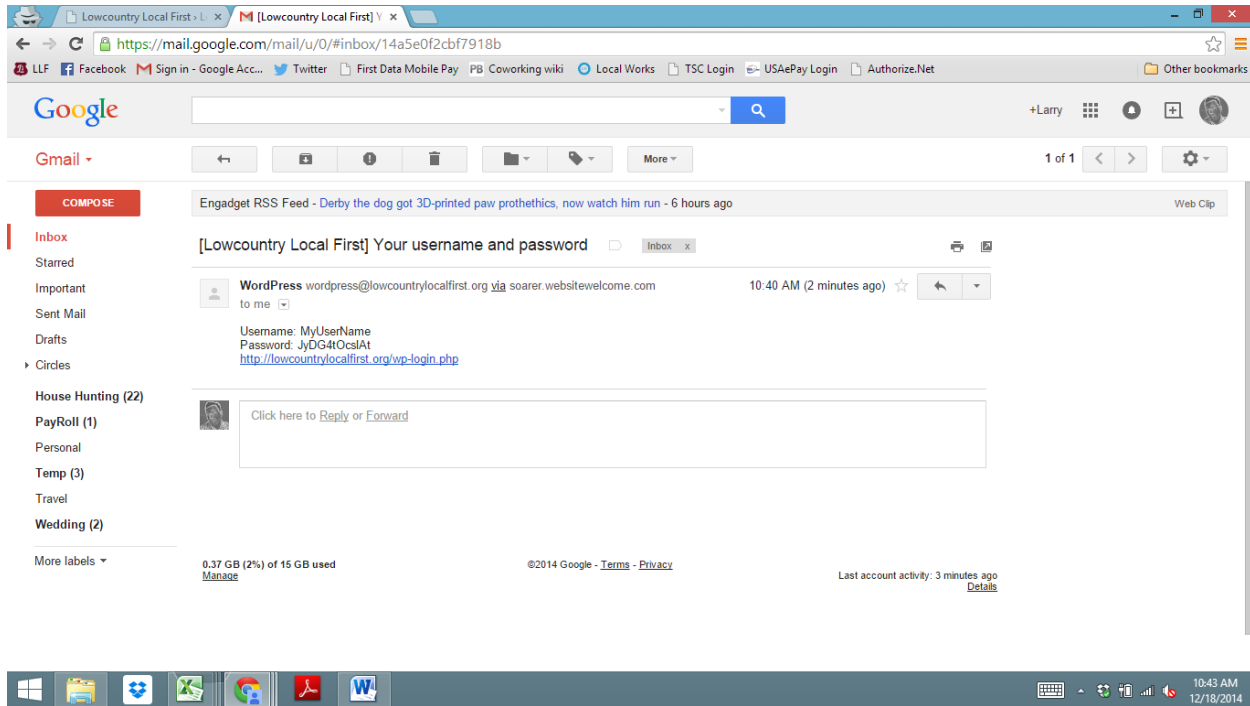 Lowcountry Local First › L
[Lowcountry Local First] Y
https://mail.google.com/mail/u/0/#inbox/14a5e0f2cbf7918b
LLF Facebook Sign in - Google Acc... Twitter First Data Mobile Pay PB Coworking wiki Local Works TSC Login USAePay Login Authorize.Net Other bookmarks
Google +Larry
Gmail More 1 of 1
COMPOSE
Engadget RSS Feed - Derby the dog got 3D-printed paw prothethics, now watch him run - 6 hours ago Web Clip
Inbox
Starred
Important
Sent Mail
Drafts
Circles
House Hunting (22)
PayRoll (1)
Personal
Temp (3)
Travel
Wedding (2)
More labels
[Lowcountry Local First] Your username and password Inbox x
WordPress wordpress@lowcountrylocalfirst.org via soarer.websitewelcome.com 10:40 AM (2 minutes ago)
to me
Username: MyUserName
Password: JyDG4tOcslAt
http://lowcountrylocalfirst.org/wp-login.php
Click here to Reply or Forward
0.37 GB (2%) of 15 GB used
Manage
©2014 Google - Terms - Privacy
Last account activity: 3 minutes ago
Details
10:43 AM
12/18/2014